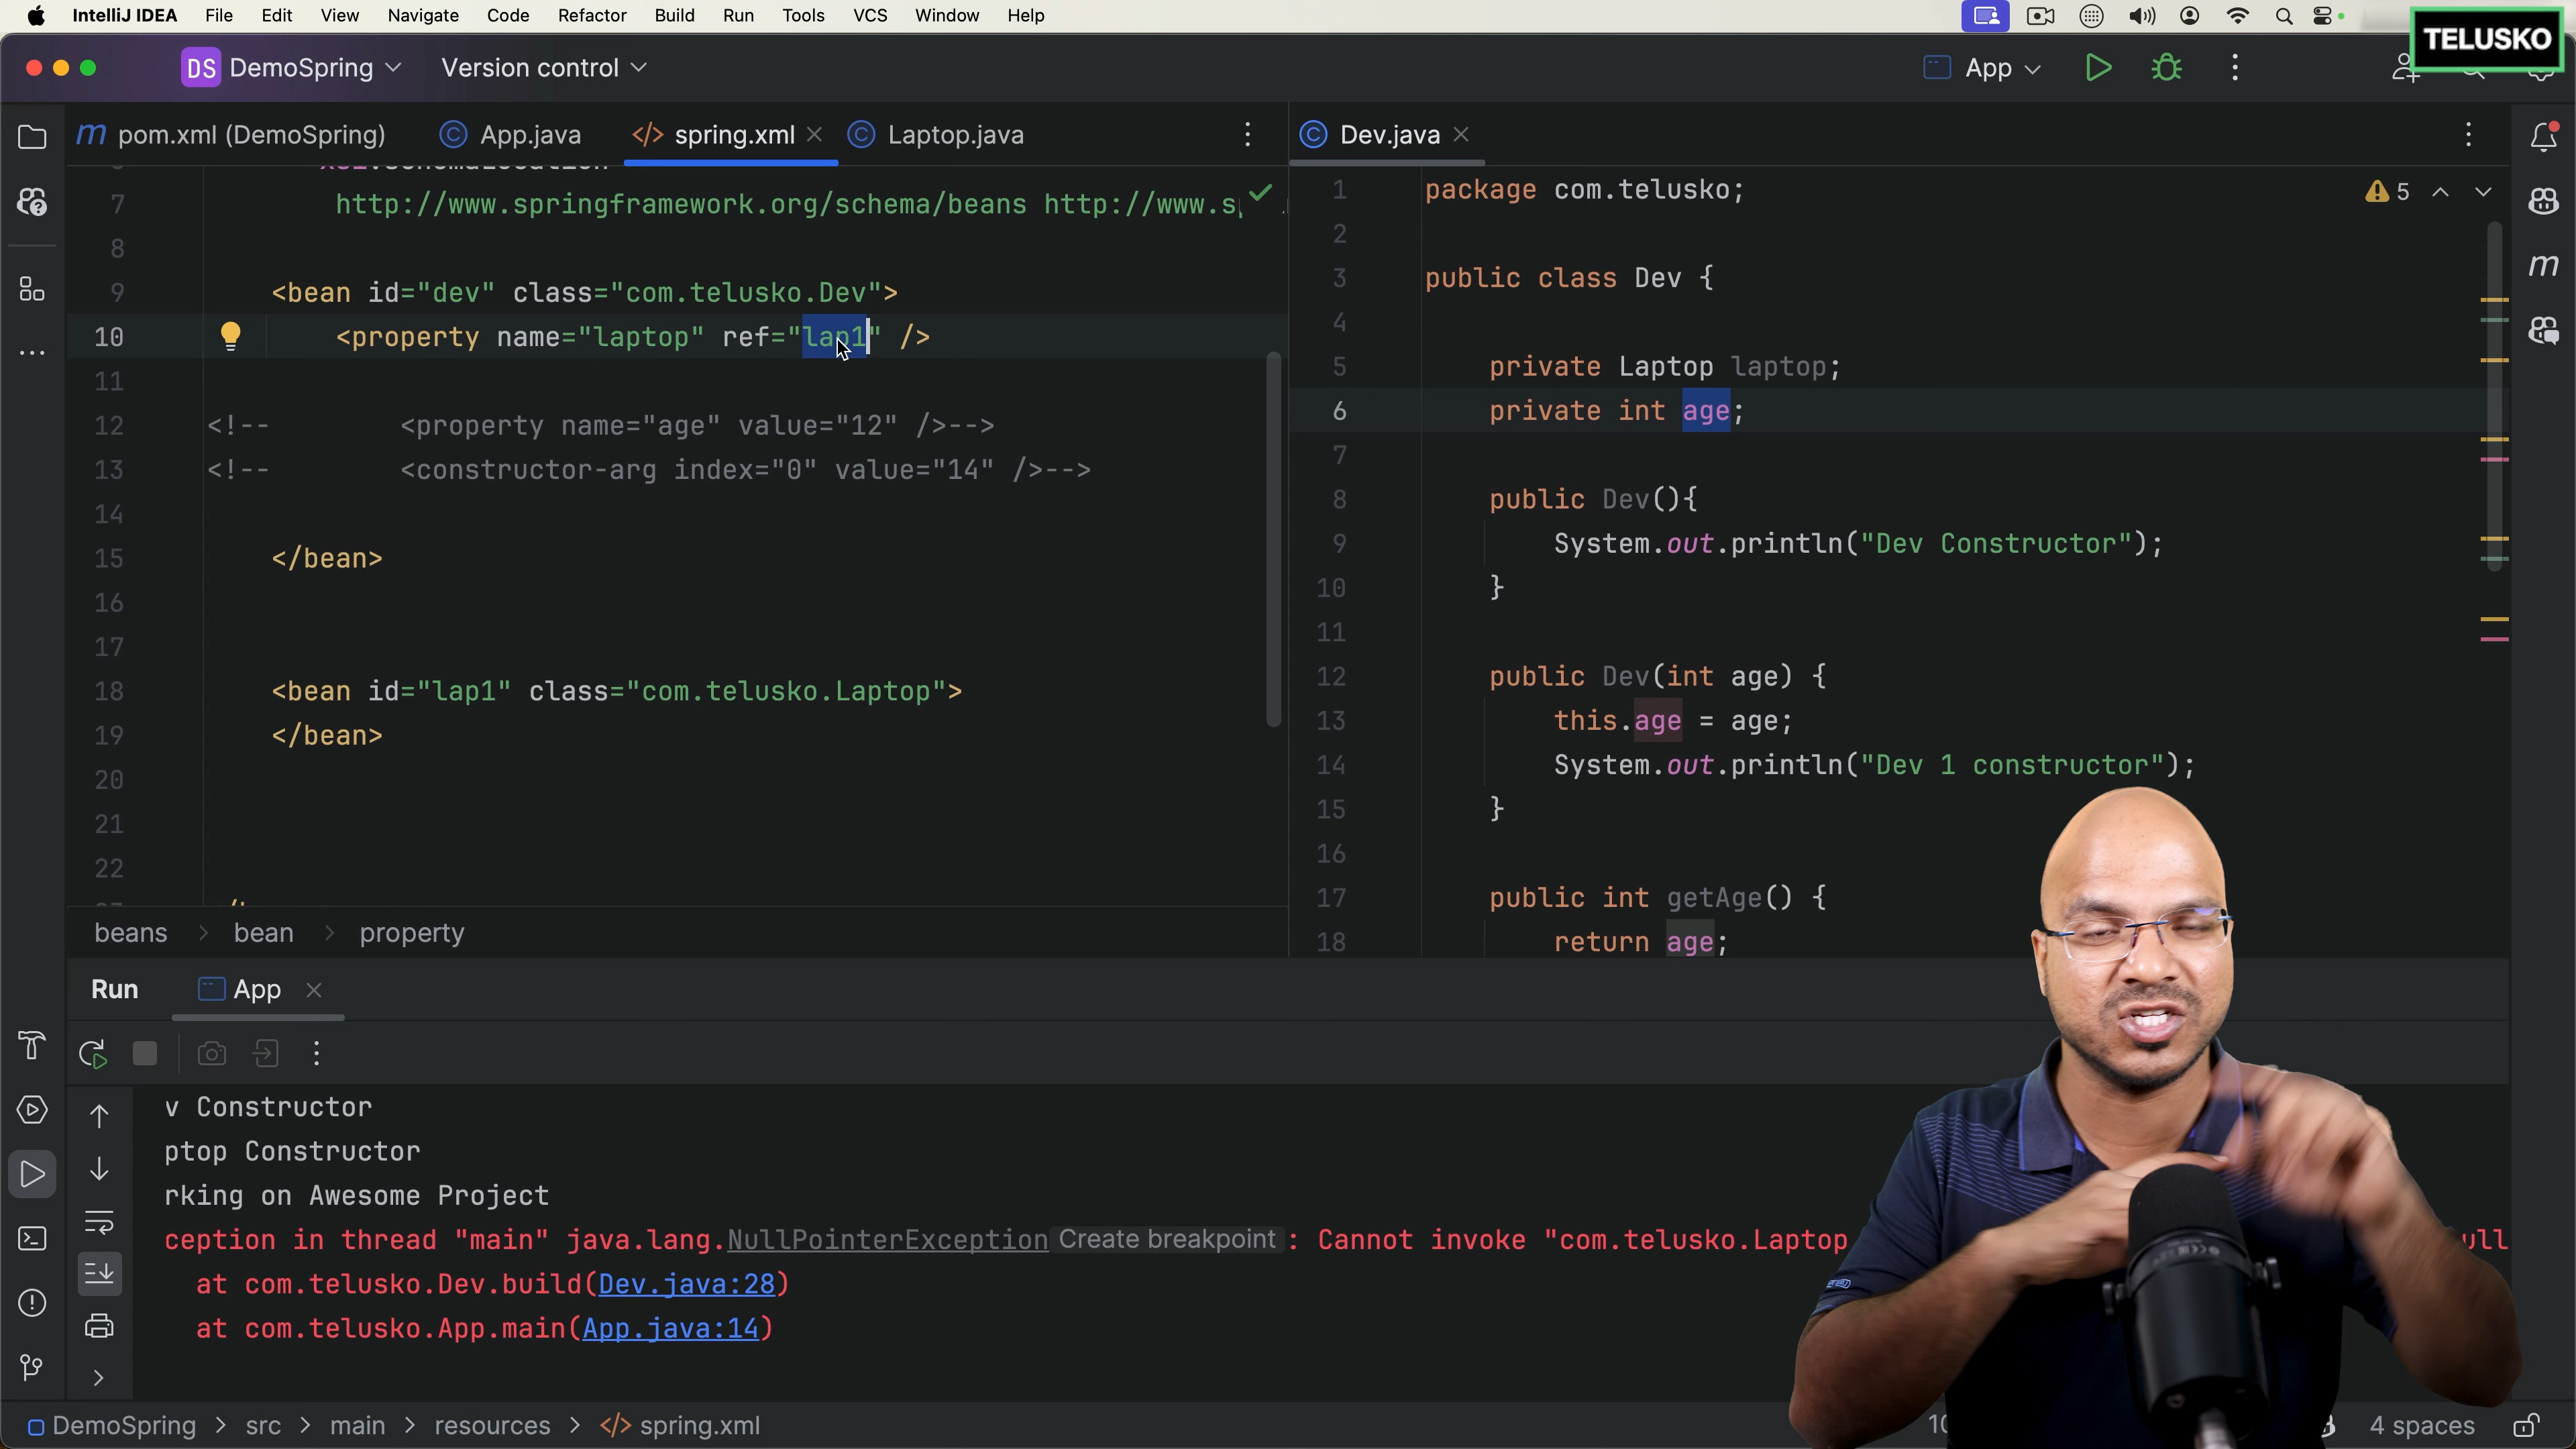 IntelliJ IDEA File Edit View Navigate Code Refactor Build Run Tools VCS Window Help
TELUSKO
DS DemoSpring Version control App
m pom.xml (DemoSpring) App.java spring.xml Laptop.java
7 http://www.springframework.org/schema/beans http://www.s
8
9 <bean id="dev" class="com.telusko.Dev">
10 <property name="laptop" ref="lap1" />
11
12 <!-- <property name="age" value="12" />-->
13 <!-- <constructor-arg index="0" value="14" />-->
14
15 </bean>
16
17
18 <bean id="lap1" class="com.telusko.Laptop">
19 </bean>
20
21
22
beans > bean > property
Dev.java
5
1 package com.telusko;
2
3 public class Dev {
4
5 private Laptop laptop;
6 private int age;
7
8 public Dev(){
9 System.out.println("Dev Constructor");
10 }
11
12 public Dev(int age) {
13 this.age = age;
14 System.out.println("Dev 1 constructor");
15 }
16
17 public int getAge() {
18 return age;
Run App
v Constructor
ptop Constructor
rking on Awesome Project
ception in thread "main" java.lang.NullPointerException Create breakpoint : Cannot invoke "com.telusko.Laptop ull
at com.telusko.Dev.build(Dev.java:28)
at com.telusko.App.main(App.java:14)
DemoSpring > src > main > resources > </> spring.xml 4 spaces